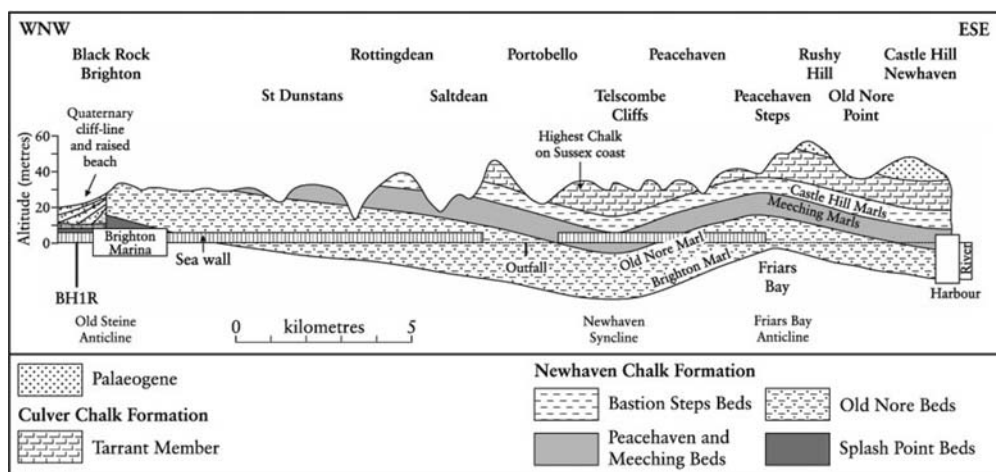 WNW
ESE
Black Rock
Brighton
Rottingdean
Portobello
Peacehaven
Rushy
Hill
Castle Hill
Newhaven
St Dunstans
Saltdean
Telscombe
Cliffs
Peacehaven
Steps
Old Nore
Point
Quaternary
cliff-line
and raised
beach
Highest Chalk
on Sussex coast
Altitude (metres)
60
40
20
0
Castle Hill Marls
Meeching Marls
Old Nore Marl
Brighton Marl
Brighton
Marina
Sea wall
Outfall
Friars
Bay
River
Harbour
BH1R
Old Steine
Anticline
0 kilometres 5
Newhaven
Syncline
Friars Bay
Anticline
Palaeogene
Culver Chalk Formation
Tarrant Member
Newhaven Chalk Formation
Bastion Steps Beds
Old Nore Beds
Peacehaven and
Meeching Beds
Splash Point Beds